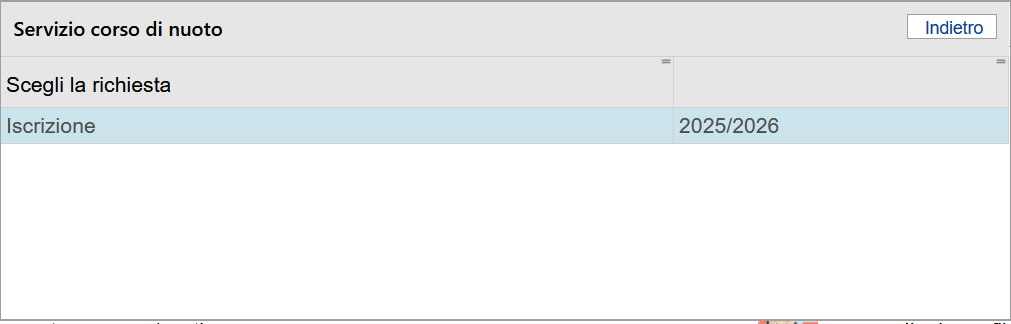 Servizio corso di nuoto
Indietro
Scegli la richiesta
Iscrizione 2025/2026